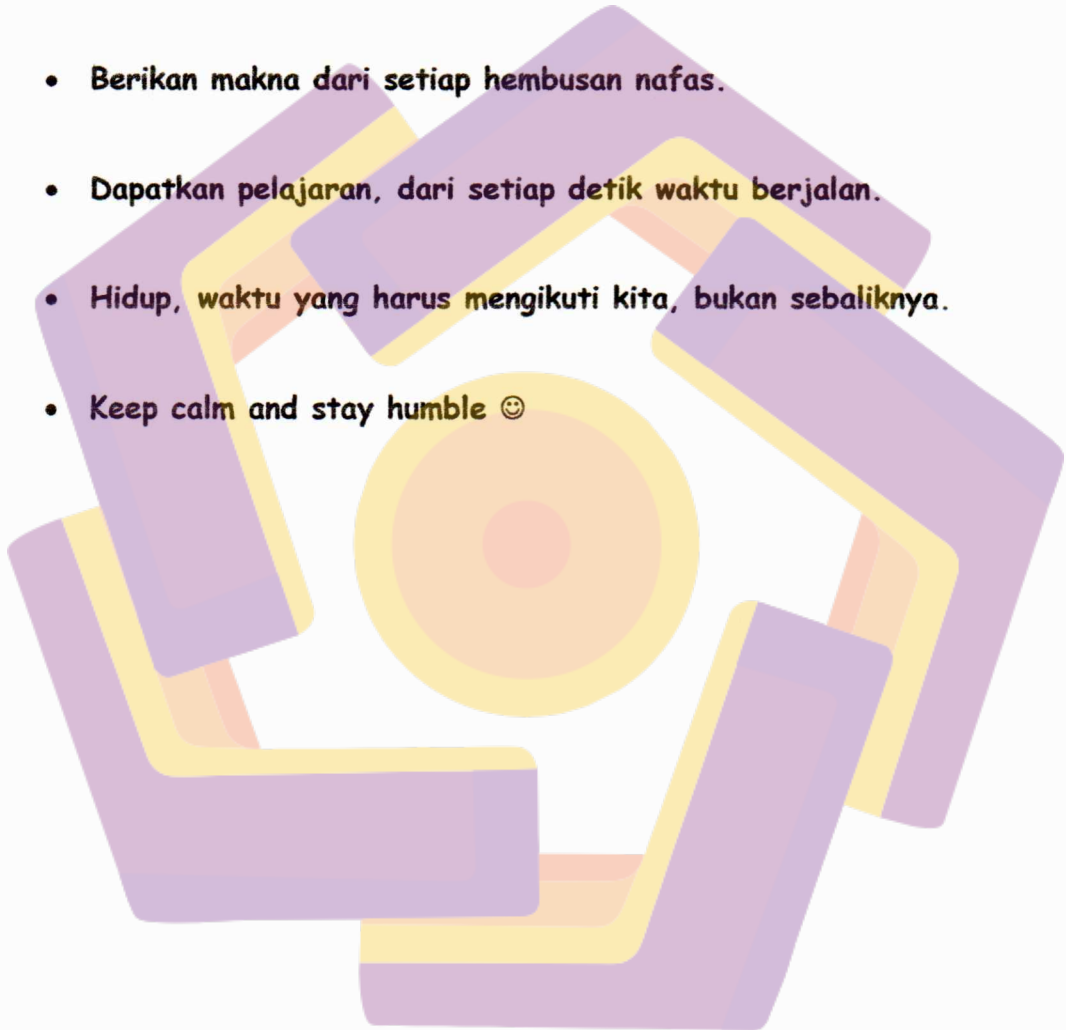 • Berikan makna dari setiap hembusan nafas.
• Dapatkan pelajaran, dari setiap detik waktu berjalan.
• Hidup, waktu yang harus mengikuti kita, bukan sebaliknya.
• Keep calm and stay humble ☺